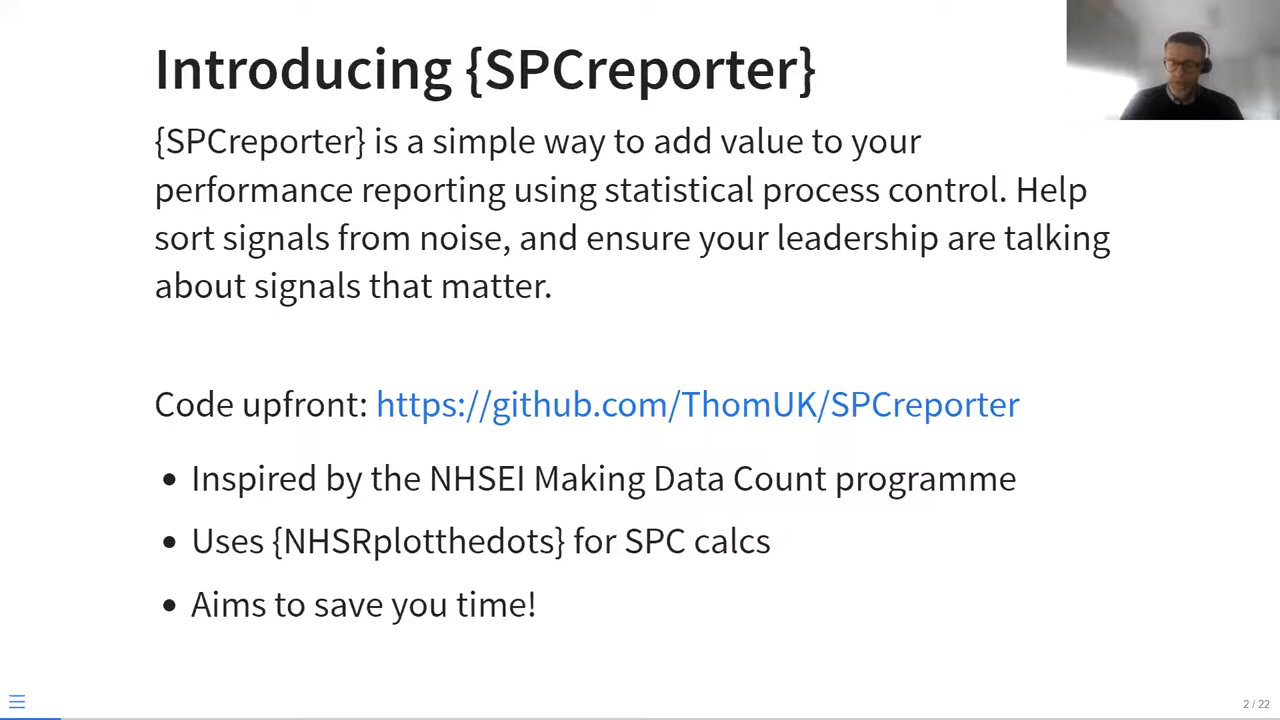 Introducing {SPCreporter}
{SPCreporter} is a simple way to add value to your
performance reporting using statistical process control. Help
sort signals from noise, and ensure your leadership are talking
about signals that matter.
Code upfront: https://github.com/ThomUK/SPCreporter
• Inspired by the NHSEI Making Data Count programme
• Uses {NHSRplotthedots} for SPC calcs
• Aims to save you time!
2 / 22